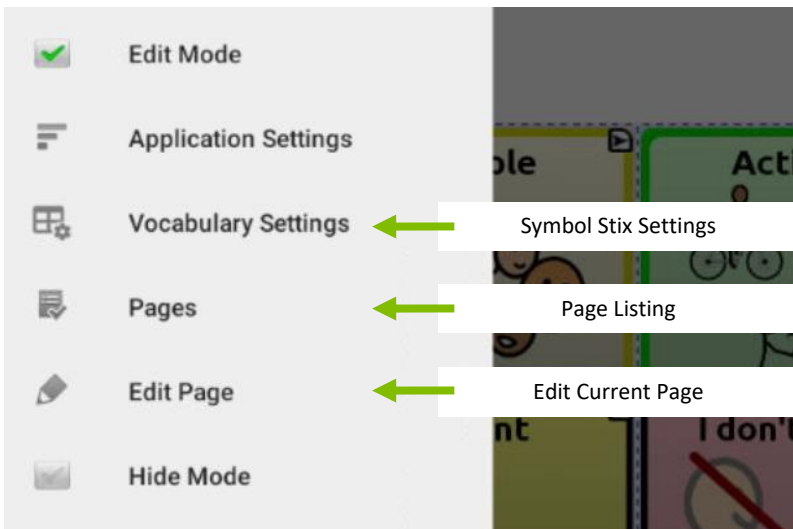 Edit Mode
Application Settings
Vocabulary Settings
Symbol Stix Settings
Pages
Page Listing
Edit Page
Edit Current Page
Hide Mode
ple
Acti
nt
I don't